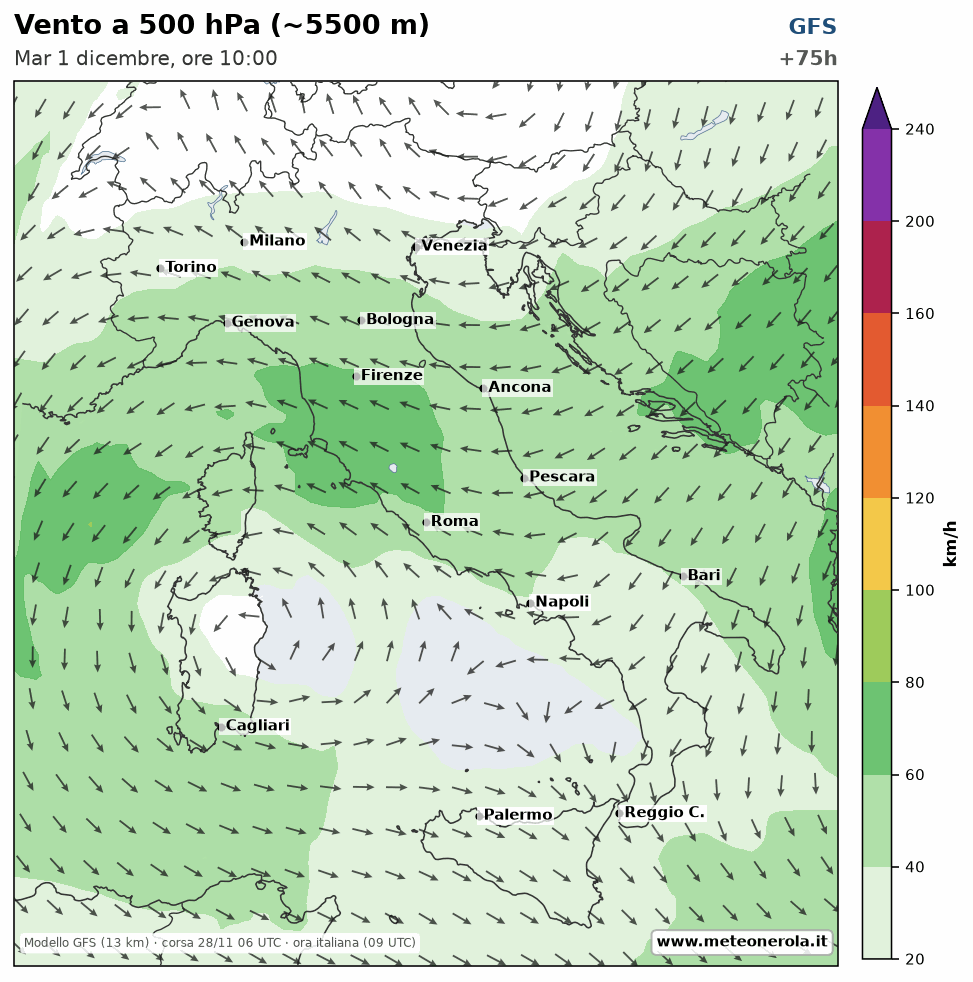 Vento a 500 hPa (~5500 m)
GFS
Mar 1 dicembre, ore 10:00
+75h
Milano
Venezia
Torino
Genova
Bologna
Firenze
Ancona
Pescara
Roma
Bari
Napoli
Cagliari
Palermo
Reggio C.
240
200
160
140
120
100
80
60
40
20
km/h
Modello GFS (13 km) · corsa 28/11 06 UTC · ora italiana (09 UTC)
www.meteonerola.it